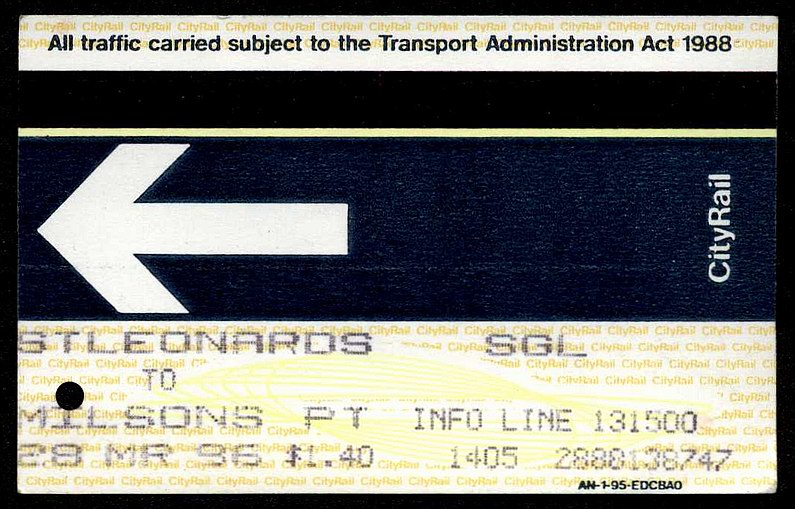 All traffic carried subject to the Transport Administration Act 1988
CityRail
STLEONARDS SGL
TO
MILSONS PT INFO LINE 131500
28 MR 96 $1.40 1405 2880138747
AN-1-95-EDCBAO